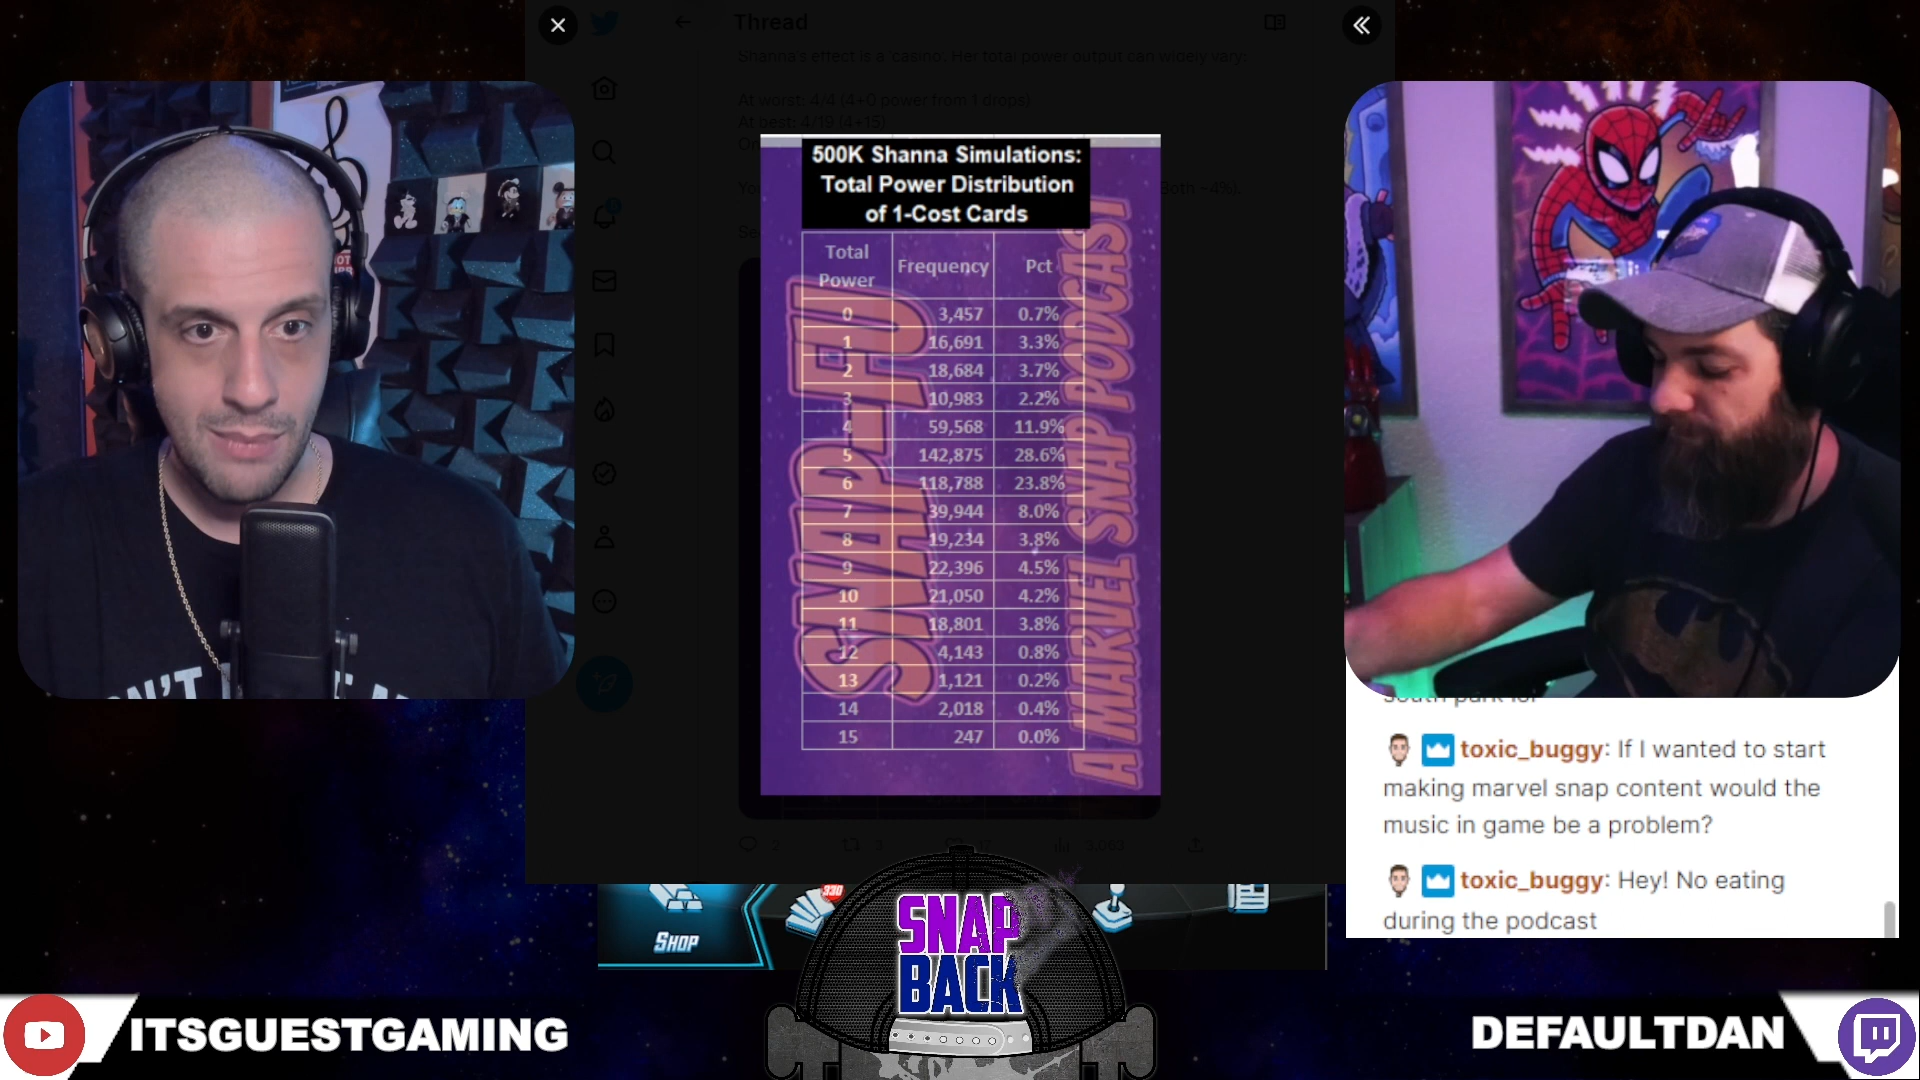 Thread
Shanna's effect is a 'casino'. Her total power output can widely vary:
At worst: 4/4 (4+0 power from 1 drops)
At best: 4/19 (4+15)
500K Shanna Simulations:
Total Power Distribution
of 1-Cost Cards
Total Power Frequency Pct
0 3,457 0.7%
1 16,691 3.3%
2 18,684 3.7%
3 10,983 2.2%
4 59,568 11.9%
5 142,875 28.6%
6 118,788 23.8%
7 39,944 8.0%
8 19,234 3.8%
9 22,396 4.5%
10 21,050 4.2%
11 18,801 3.8%
12 4,143 0.8%
13 1,121 0.2%
14 2,018 0.4%
15 247 0.0%
SNAP-FU
A MARVEL SNAP PODCAST
south park lol
toxic_buggy: If I wanted to start
making marvel snap content would the
music in game be a problem?
toxic_buggy: Hey! No eating
during the podcast
SHOP
330
SNAP
BACK
ITSGUESTGAMING
DEFAULTDAN